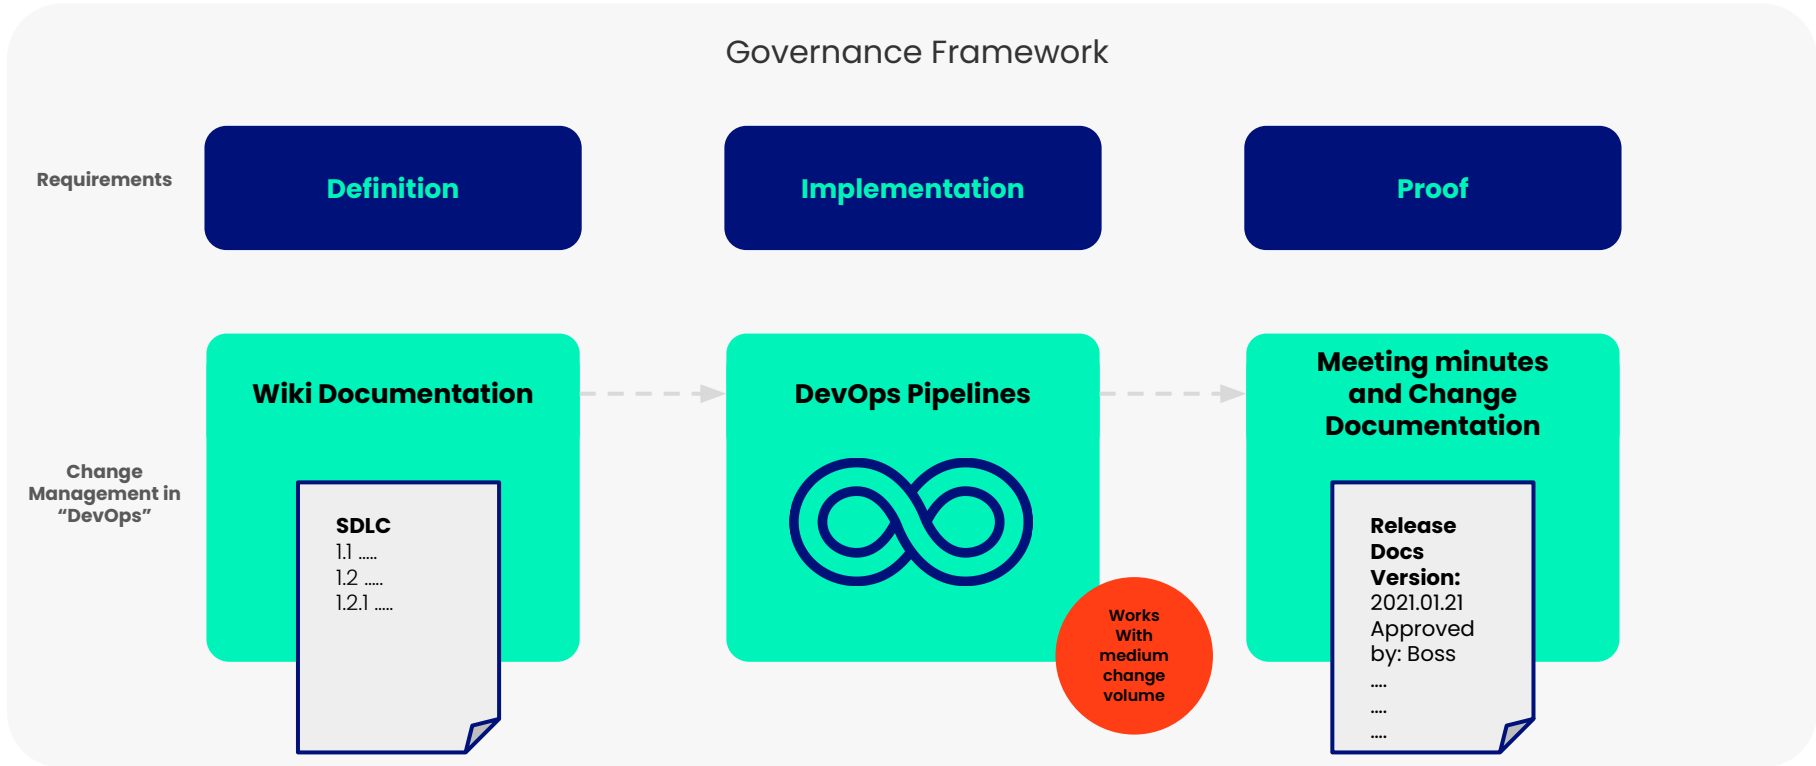 Governance Framework
Requirements
Definition
Implementation
Proof
Change
Management in
“DevOps”
Wiki Documentation
SDLC
1.1 .....
1.2 .....
1.2.1 .....
DevOps Pipelines
Works
With
medium
change
volume
Meeting minutes
and Change
Documentation
Release
Docs
Version:
2021.01.21
Approved
by: Boss
....
....
....